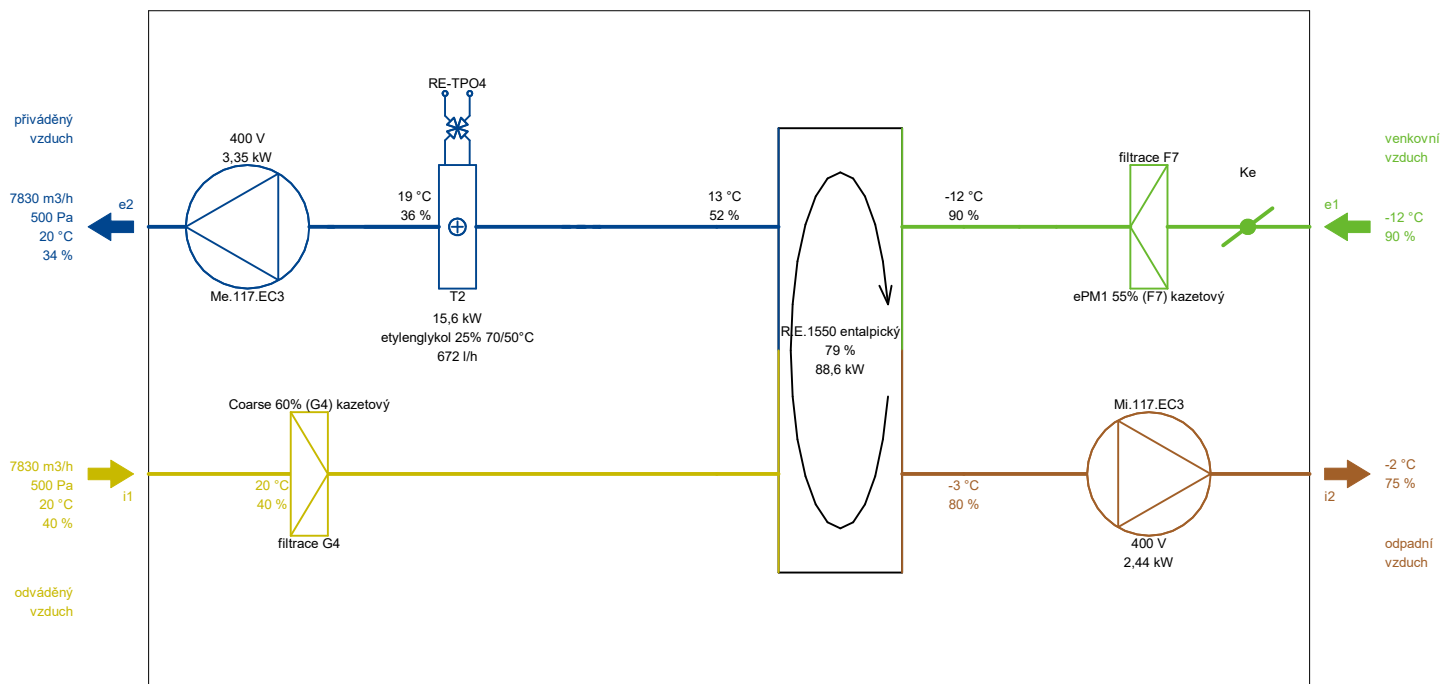 RE-TPO4
přiváděný
vzduch
400 V
3,35 kW
7830 m3/h
500 Pa
20 °C
34 %
e2
Me.117.EC3
19 °C
36 %
T2
15,6 kW
etylenglykol 25% 70/50°C
672 l/h
13 °C
52 %
R.E.1550 entalpický
79 %
88,6 kW
-12 °C
90 %
filtrace F7
ePM1 55% (F7) kazetový
Ke
venkovní
vzduch
e1
-12 °C
90 %
Coarse 60% (G4) kazetový
7830 m3/h
500 Pa
20 °C
40 %
i1
20 °C
40 %
filtrace G4
odváděný
vzduch
-3 °C
80 %
Mi.117.EC3
400 V
2,44 kW
-2 °C
75 %
i2
odpadní
vzduch